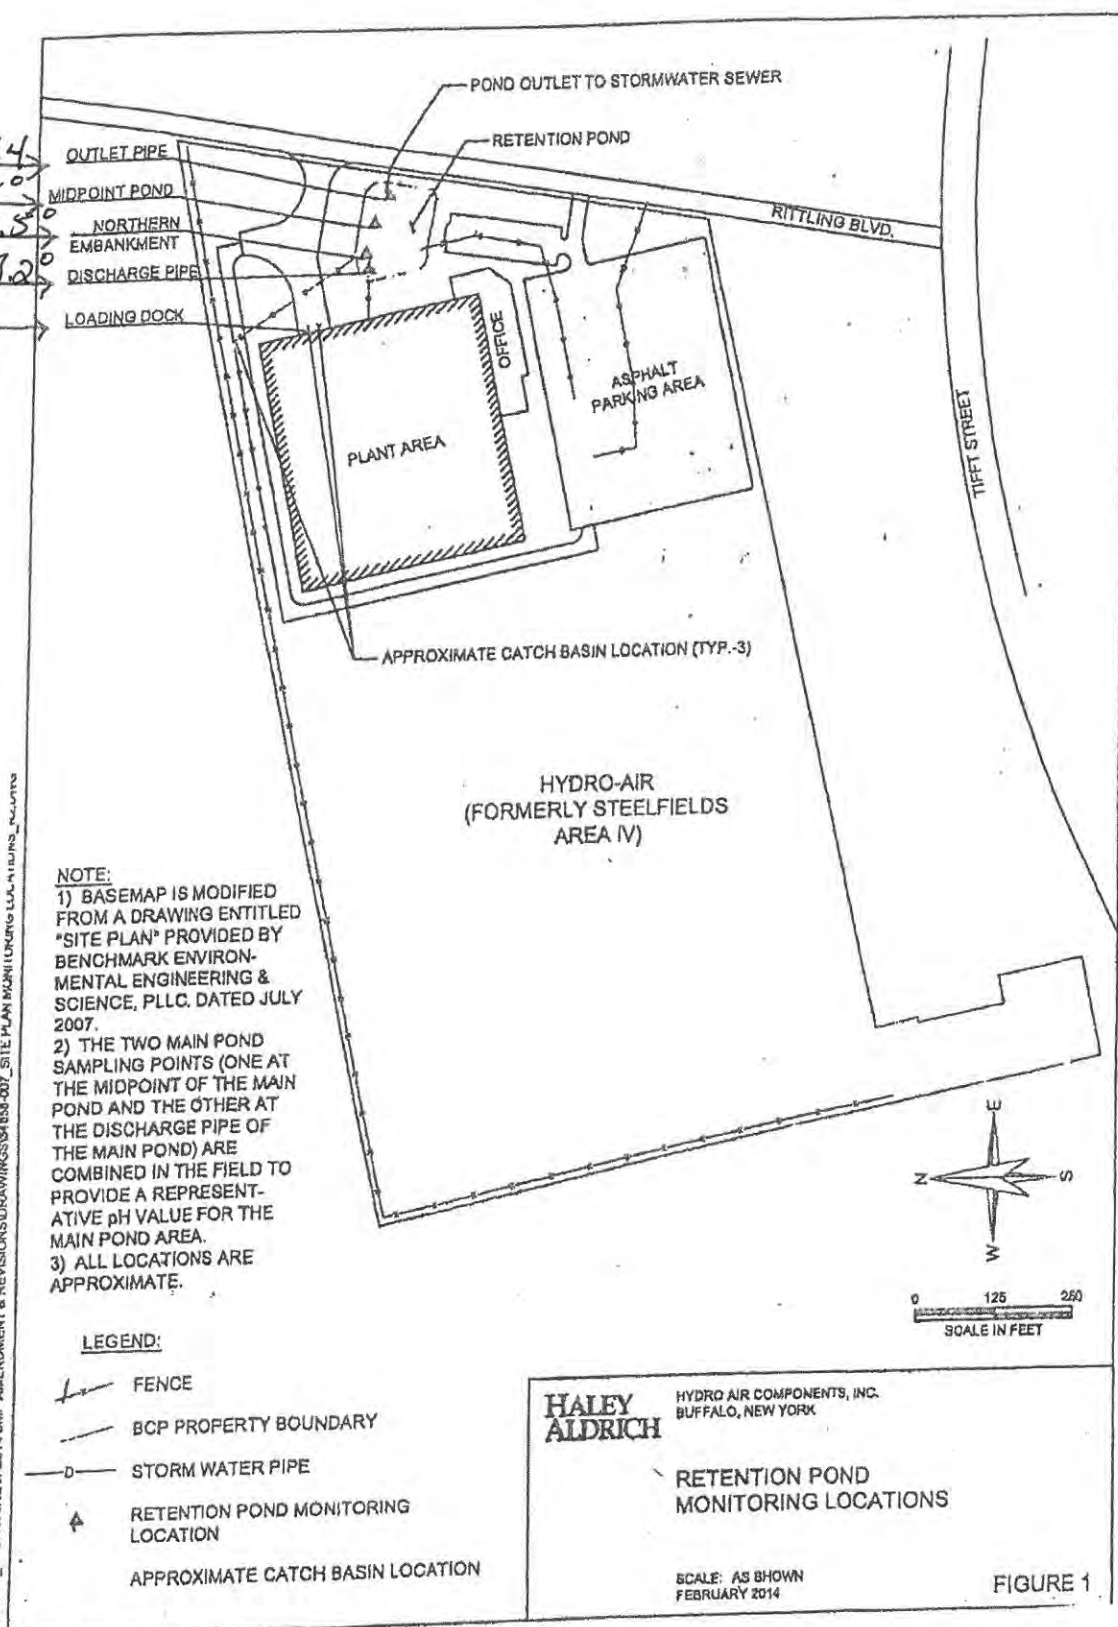 POND OUTLET TO STORMWATER SEWER
RETENTION POND
OUTLET PIPE
MIDPOINT POND
NORTHERN
EMBANKMENT
DISCHARGE PIPE
LOADING DOCK
RITTLING BLVD.
OFFICE
ASPHALT
PARKING AREA
PLANT AREA
TIFFT STREET
APPROXIMATE CATCH BASIN LOCATION (TYP.-3)
HYDRO-AIR
(FORMERLY STEELFIELDS
AREA IV)
NOTE:
1) BASEMAP IS MODIFIED
FROM A DRAWING ENTITLED
"SITE PLAN" PROVIDED BY
BENCHMARK ENVIRON-
MENTAL ENGINEERING &
SCIENCE, PLLC. DATED JULY
2007.
2) THE TWO MAIN POND
SAMPLING POINTS (ONE AT
THE MIDPOINT OF THE MAIN
POND AND THE OTHER AT
THE DISCHARGE PIPE OF
THE MAIN POND) ARE
COMBINED IN THE FIELD TO
PROVIDE A REPRESENT-
ATIVE pH VALUE FOR THE
MAIN POND AREA.
3) ALL LOCATIONS ARE
APPROXIMATE.
E
N
S
W
0 125 250
SCALE IN FEET
LEGEND:
FENCE
BCP PROPERTY BOUNDARY
D
STORM WATER PIPE
RETENTION POND MONITORING
LOCATION
APPROXIMATE CATCH BASIN LOCATION
HALEY
ALDRICH
HYDRO AIR COMPONENTS, INC.
BUFFALO, NEW YORK
RETENTION POND
MONITORING LOCATIONS
SCALE: AS SHOWN
FEBRUARY 2014
FIGURE 1